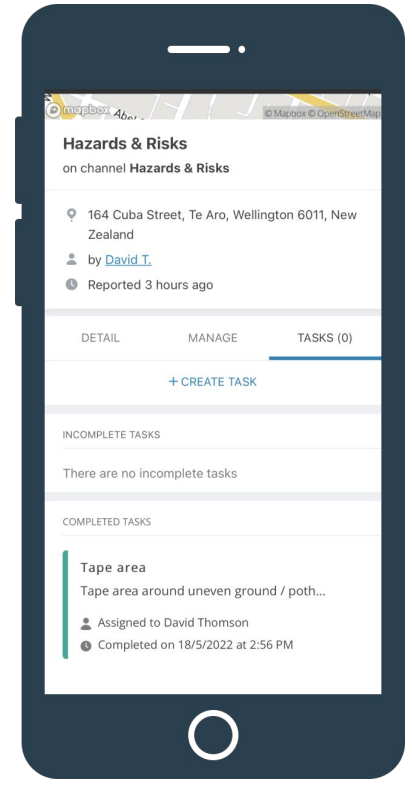 mapbox
© Mapbox © OpenStreetMap
Hazards & Risks
on channel Hazards & Risks
164 Cuba Street, Te Aro, Wellington 6011, New
Zealand
by David T.
Reported 3 hours ago
DETAIL MANAGE TASKS (0)
+ CREATE TASK
INCOMPLETE TASKS
There are no incomplete tasks
COMPLETED TASKS
Tape area
Tape area around uneven ground / poth...
Assigned to David Thomson
Completed on 18/5/2022 at 2:56 PM